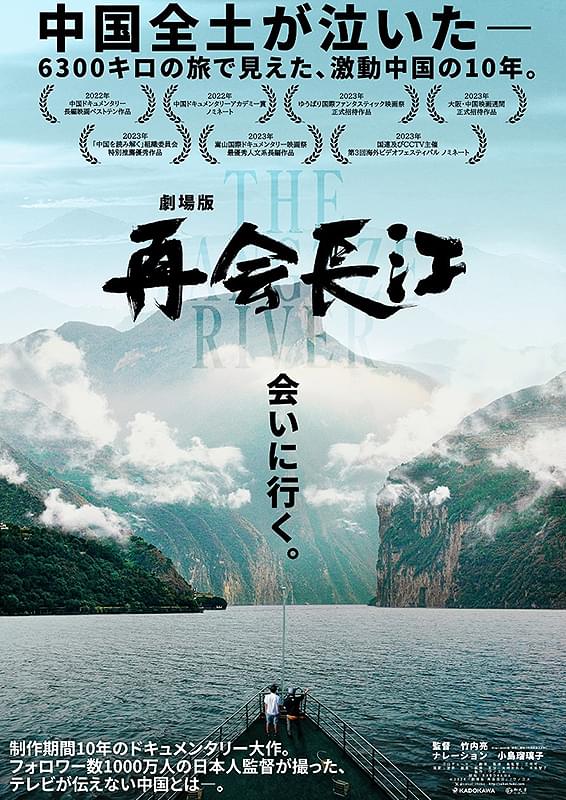 中国全土が泣いた―
6300キロの旅で見えた、激動中国の10年。
2022年
中国ドキュメンタリー
長編映画ベストテン作品
2022年
中国ドキュメンタリーアカデミー賞
ノミネート
2023年
ゆうばり国際ファンタスティック映画祭
正式招待作品
2023年
大阪・中国映画週間
正式招待作品
2023年
「中国を読み解く」組織委員会
特別推薦優秀作品
2023年
嵩山国際ドキュメンタリー映画祭
最優秀人文系長編作品
2023年
国連及びCCTV主催
第3回海外ビデオフェスティバル ノミネート
THE
YANGTZE
RIVER
劇場版
再会長江
会いに行く。
制作期間10年のドキュメンタリー大作。
フォロワー数1000万人の日本人監督が撮った、
テレビが伝えない中国とは―。
監督 竹内亮
ナレーション 小島瑠璃子
KADOKAWA